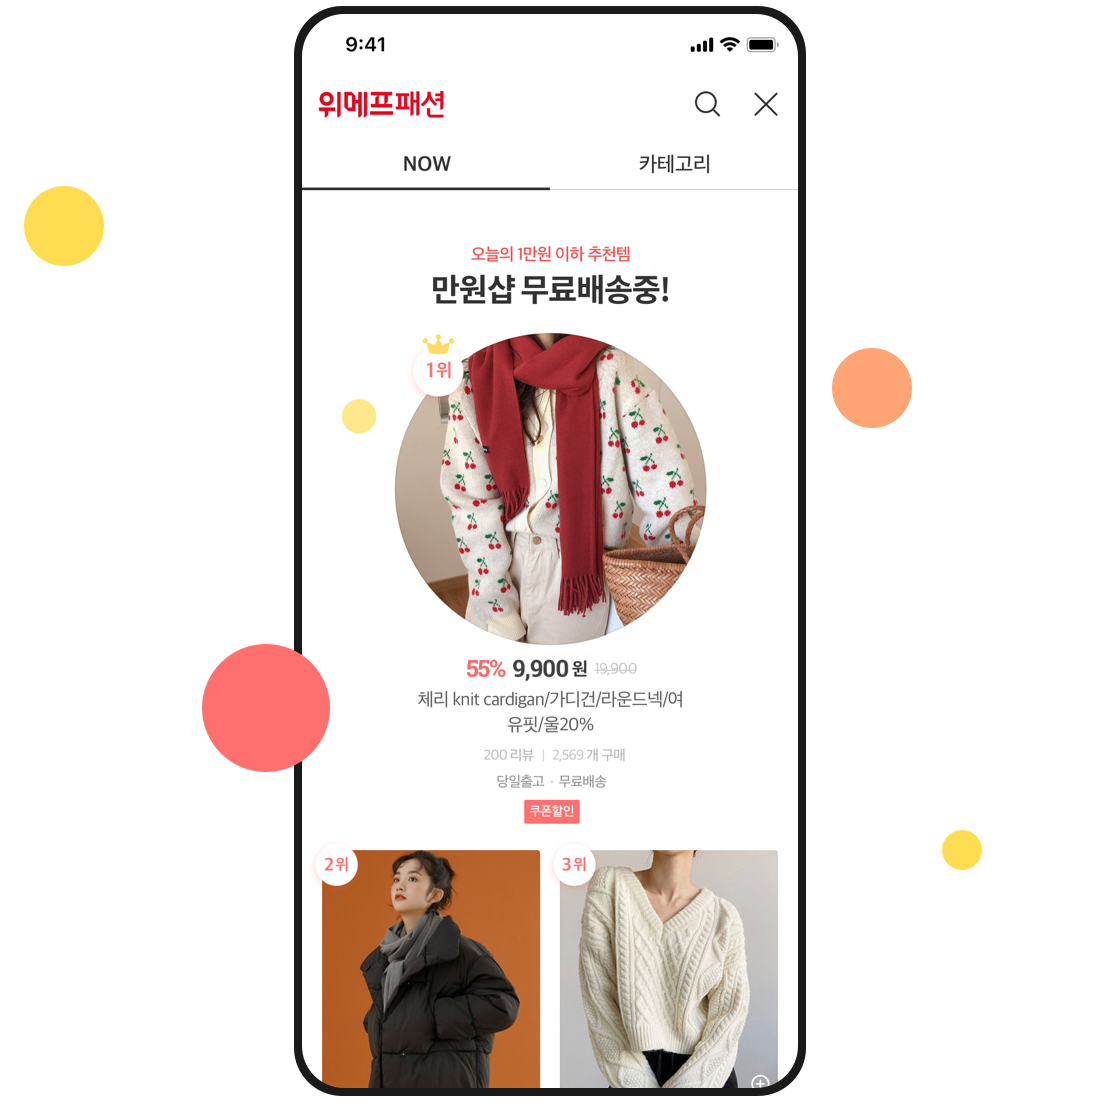 9:41
위메프패션
NOW
카테고리
오늘의 1만원 이하 추천템
만원샵 무료배송중!
1위
55% 9,900원 19,900
체리 knit cardigan/가디건/라운드넥/여
유핏/울20%
200 리뷰 | 2,569 개 구매
당일출고 · 무료배송
쿠폰할인
2위
3위